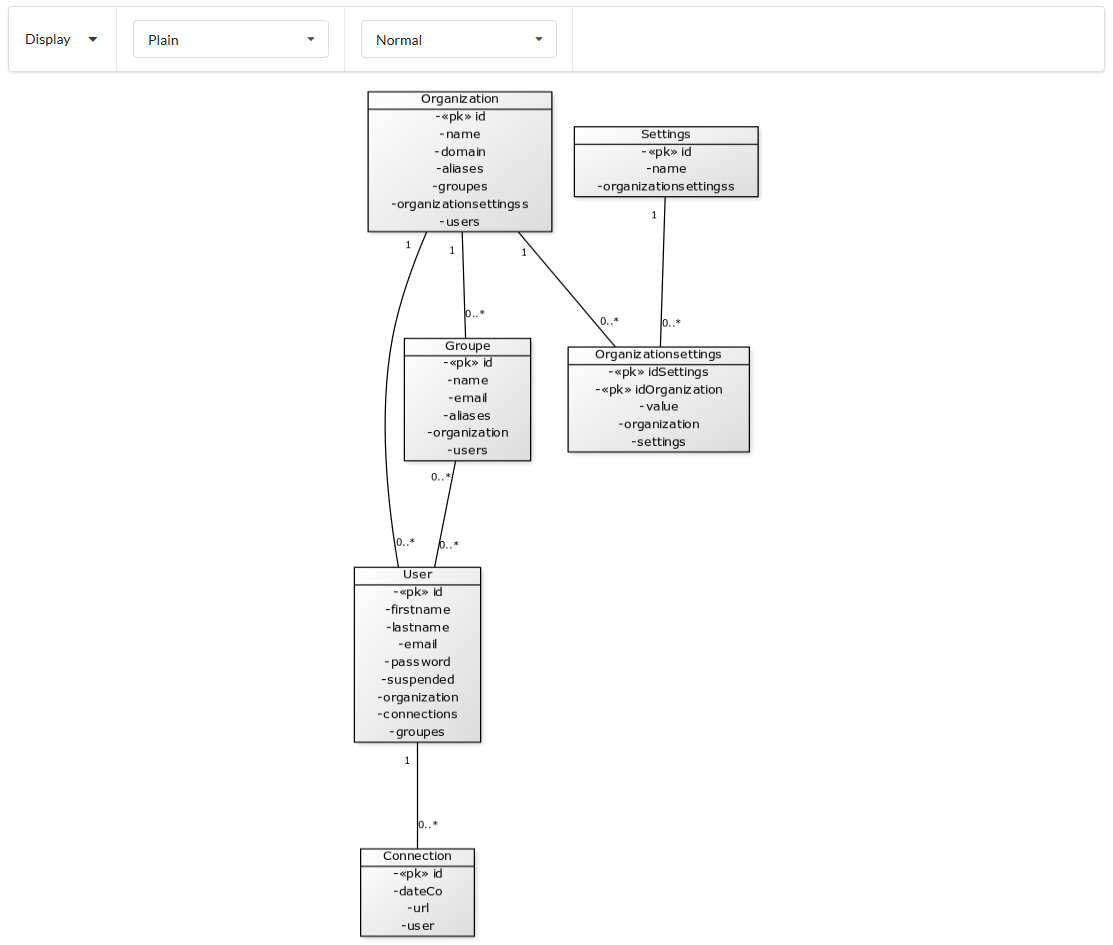 Display
Plain
Normal
Organization
-«pk» id
-name
-domain
-aliases
-groupes
-organizationsettingss
-users
Settings
-«pk» id
-name
-organizationsettingss
1
1
1
1
0..*
0..*
0..*
Groupe
-«pk» id
-name
-email
-aliases
-organization
-users
Organizationsettings
-«pk» idSettings
-«pk» idOrganization
-value
-organization
-settings
0..*
0..*
0..*
User
-«pk» id
-firstname
-lastname
-email
-password
-suspended
-organization
-connections
-groupes
1
0..*
Connection
-«pk» id
-dateCo
-url
-user